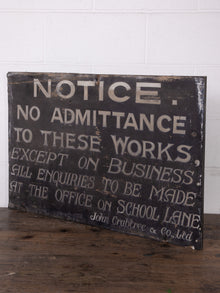 NOTICE.
NO ADMITTANCE
TO THESE WORKS,
EXCEPT ON BUSINESS,
ALL ENQUIRIES TO BE MADE
AT THE OFFICE ON SCHOOL LANE.
John Crabtree & Co, Ltd